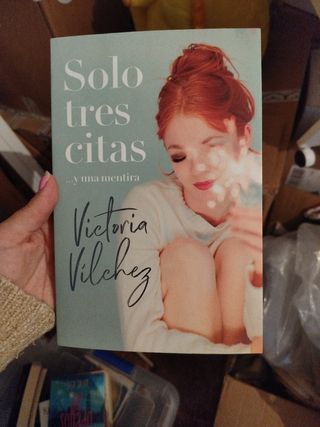 Solo
tres
citas
...y una mentira
Victoria
Vílchez